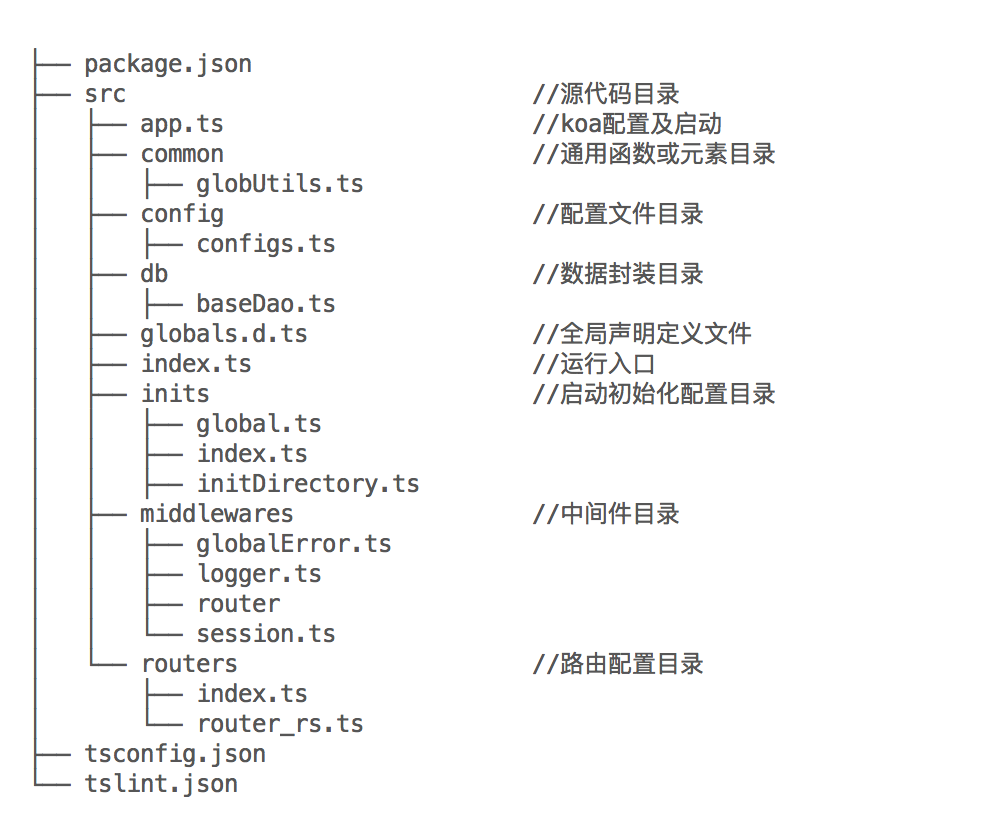 ├── package.json
├── src                              //源代码目录
│   ├── app.ts                       //koa配置及启动
│   ├── common                       //通用函数或元素目录
│   │   ├── globUtils.ts
│   ├── config                       //配置文件目录
│   │   ├── configs.ts
│   ├── db                           //数据封装目录
│   │   ├── baseDao.ts
│   ├── globals.d.ts                 //全局声明定义文件
│   ├── index.ts                     //运行入口
│   ├── inits                        //启动初始化配置目录
│   │   ├── global.ts
│   │   ├── index.ts
│   │   ├── initDirectory.ts
│   ├── middlewares                  //中间件目录
│   │   ├── globalError.ts
│   │   ├── logger.ts
│   │   ├── router
│   │   └── session.ts
│   └── routers                      //路由配置目录
│       ├── index.ts
│       └── router_rs.ts
├── tsconfig.json
└── tslint.json